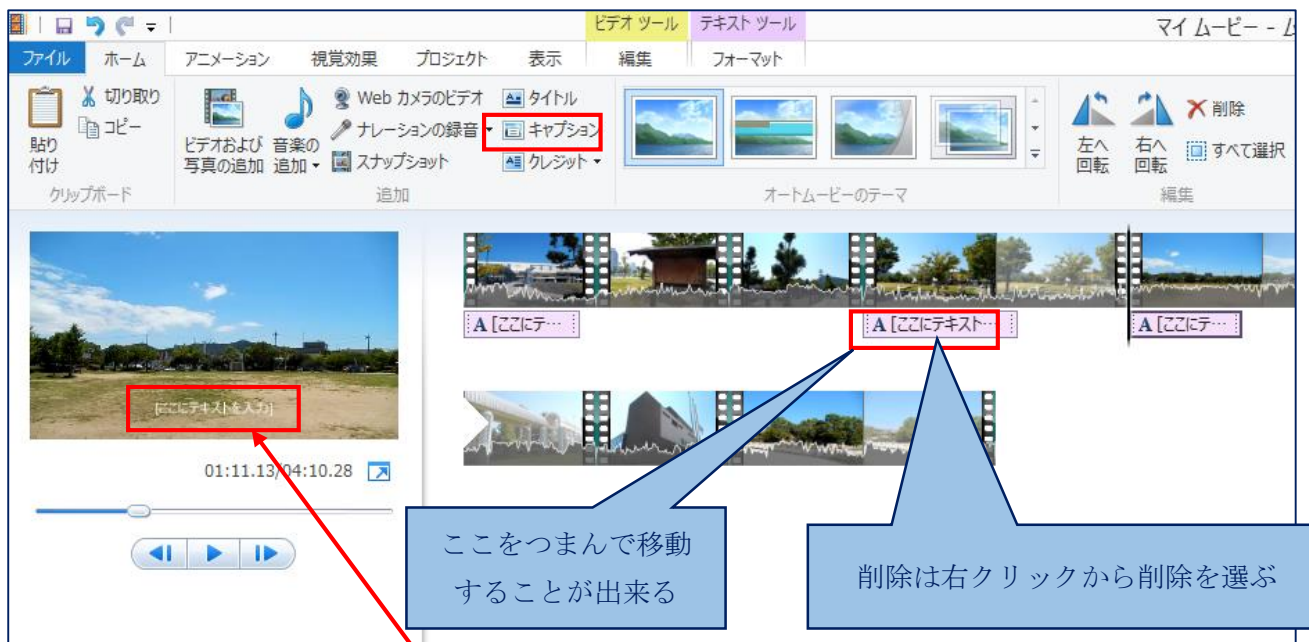 ビデオ ツール テキスト ツール
マイ ムービー -
ファイル ホーム アニメーション 視覚効果 プロジェクト 表示 編集 フォーマット
貼り
付け
切り取り
コピー
クリップボード
ビデオおよび
写真の追加
音楽の
追加
Web カメラのビデオ
ナレーションの録音
スナップショット
タイトル
キャプション
クレジット
追加
オートムービーのテーマ
左へ
回転
右へ
回転
削除
すべて選択
編集
[ここにテキストを入力]
01:11.13/04:10.28
A [ここにテ…
A [ここにテキスト…
A [ここにテ…
ここをつまんで移動
することが出来る
削除は右クリックから削除を選ぶ